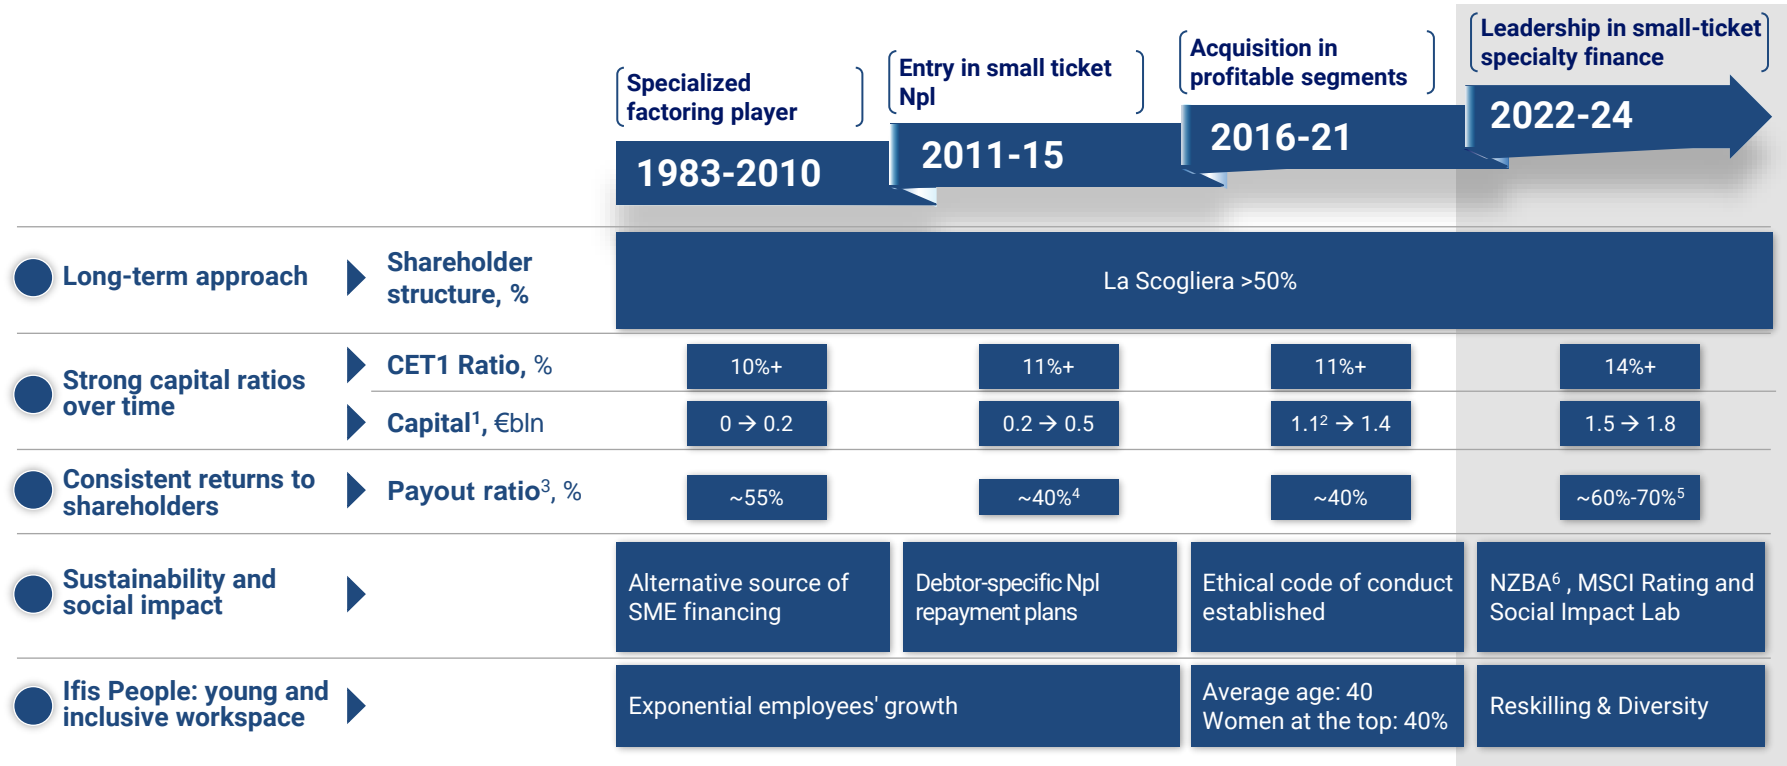 Specialized
factoring player
Entry in small ticket
Npl
Acquisition in
profitable segments
Leadership in small-ticket
specialty finance
1983-2010
2011-15
2016-21
2022-24
Long-term approach
Shareholder
structure, %
La Scogliera >50%
Strong capital ratios
over time
CET1 Ratio, %
10%+
11%+
11%+
14%+
Capital¹, €bln
0 → 0.2
0.2 → 0.5
1.1² → 1.4
1.5 → 1.8
Consistent returns to
shareholders
Payout ratio³, %
~55%
~40%⁴
~40%
~60%-70%⁵
Sustainability and
social impact
Alternative source of
SME financing
Debtor-specific Npl
repayment plans
Ethical code of conduct
established
NZBA⁶ , MSCI Rating and
Social Impact Lab
Ifis People: young and
inclusive workspace
Exponential employees' growth
Average age: 40
Women at the top: 40%
Reskilling & Diversity